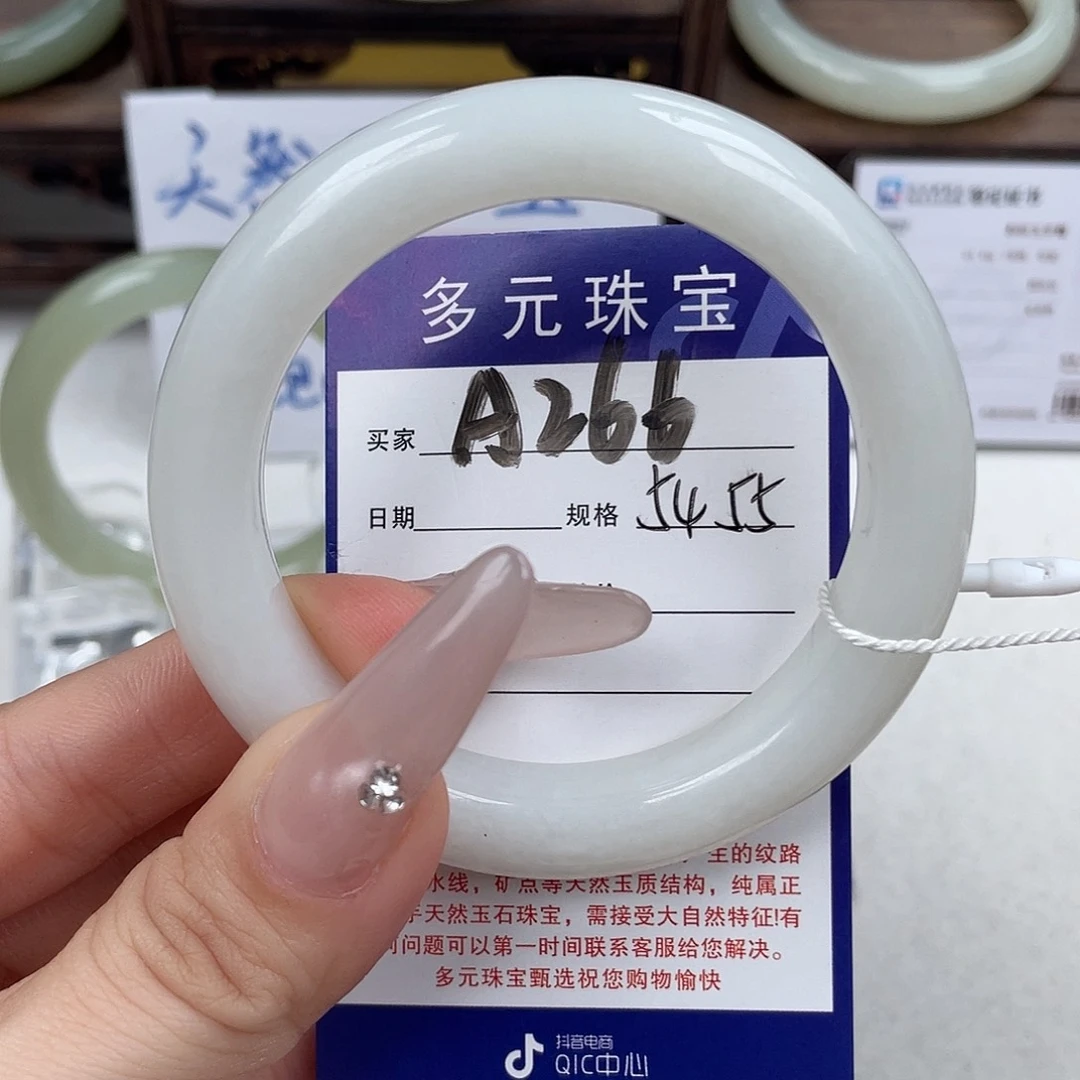 多元珠宝
买家 A266
日期 规格 54 55
生的纹路
水线，矿点等天然玉质结构，纯属正
天然玉石珠宝，需接受大自然特征!有
问题可以第一时间联系客服给您解决。
多元珠宝甄选祝您购物愉快
抖音电商
QIC中心